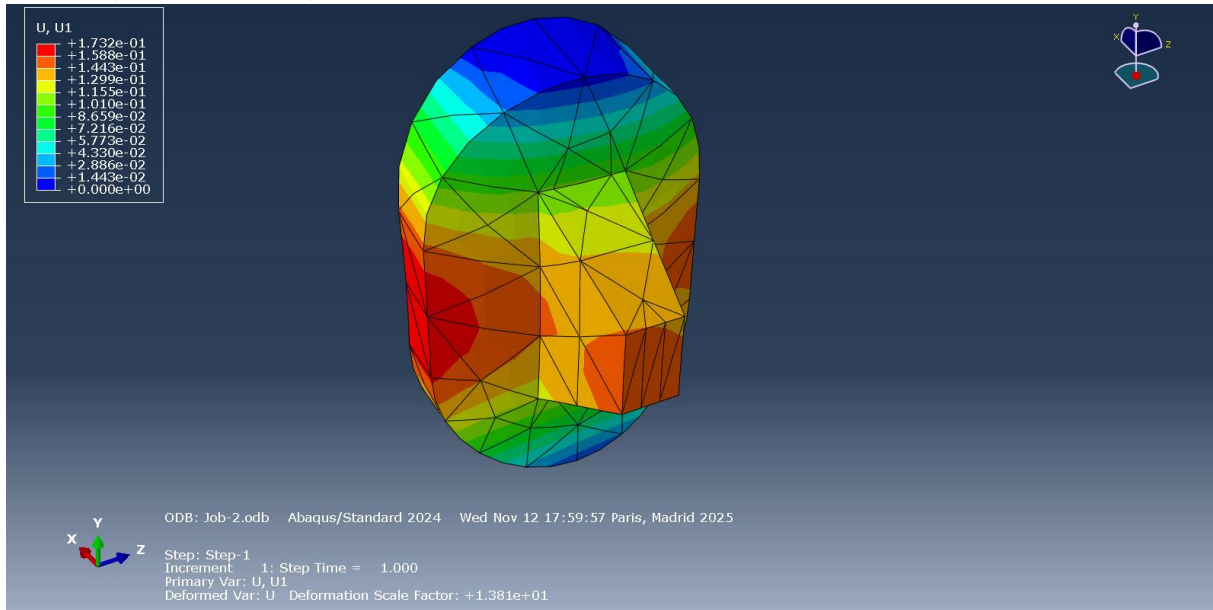 U, U1
+1.732e-01
+1.588e-01
+1.443e-01
+1.299e-01
+1.155e-01
+1.010e-01
+8.659e-02
+7.216e-02
+5.773e-02
+4.330e-02
+2.886e-02
+1.443e-02
+0.000e+00
Y
X Z
Y
X Z
ODB: Job-2.odb Abaqus/Standard 2024 Wed Nov 12 17:59:57 Paris, Madrid 2025
Step: Step-1
Increment 1: Step Time = 1.000
Primary Var: U, U1
Deformed Var: U Deformation Scale Factor: +1.381e+01